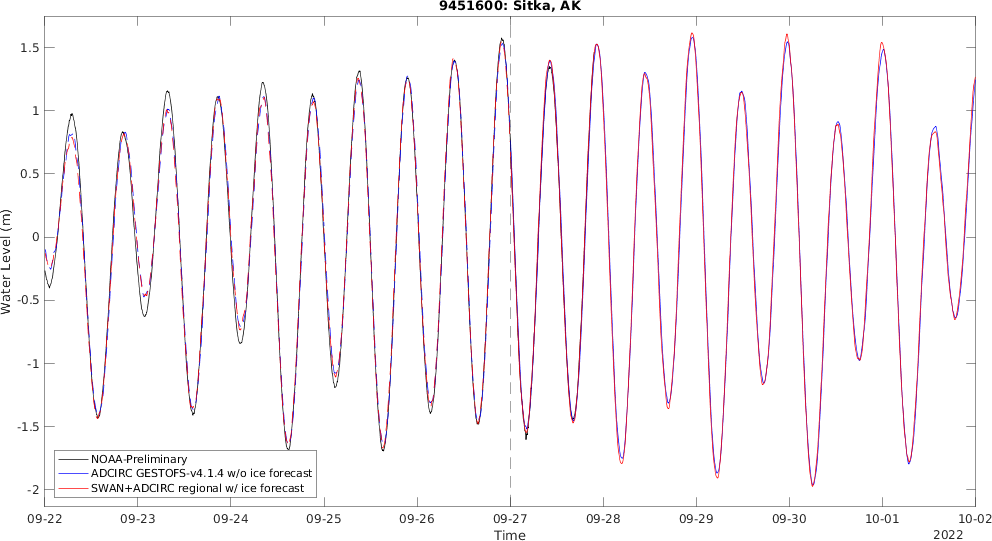 9451600: Sitka, AK
Water Level (m)
1.5
1
0.5
0
-0.5
-1
-1.5
-2
NOAA-Preliminary
ADCIRC GESTOFS-v4.1.4 w/o ice forecast
SWAN+ADCIRC regional w/ ice forecast
09-22 09-23 09-24 09-25 09-26 09-27 09-28 09-29 09-30 10-01 10-02
Time
2022